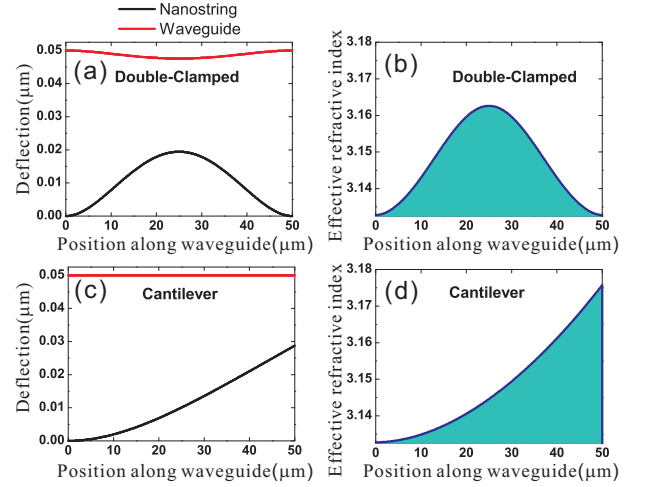 Nanostring
Waveguide
(a)
Double-Clamped
Deflection(μm)
0.05
0.04
0.03
0.02
0.01
0.00
0 10 20 30 40 50
Position along waveguide(μm)
(b)
Double-Clamped
Effective refractive index
3.18
3.17
3.16
3.15
3.14
0 10 20 30 40 50
Position along waveguide(μm)
(c)
Cantilever
Deflection(μm)
0.05
0.04
0.03
0.02
0.01
0.00
0 10 20 30 40 50
Position along waveguide(μm)
(d)
Cantilever
Effective refractive index
3.18
3.17
3.16
3.15
3.14
0 10 20 30 40 50
Position along waveguide(μm)